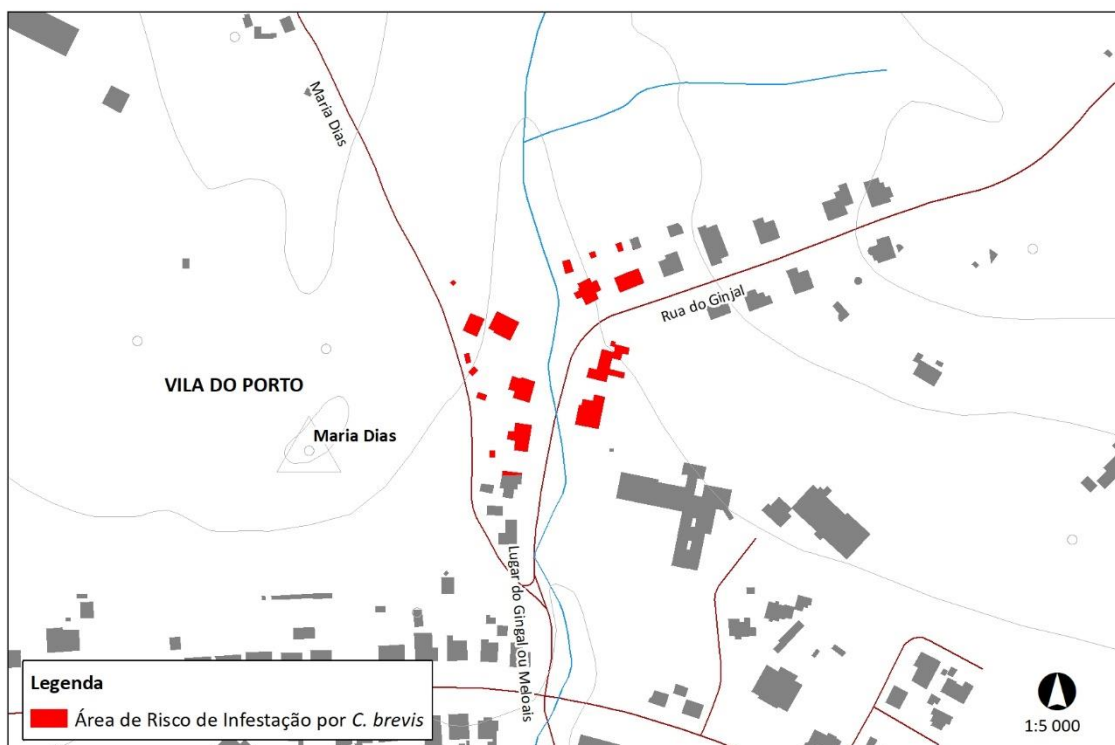 Maria Dias
Rua do Ginjal
VILA DO PORTO
Maria Dias
Lugar do Gingal ou Meloais
Legenda
Área de Risco de Infestação por C. brevis
1:5 000